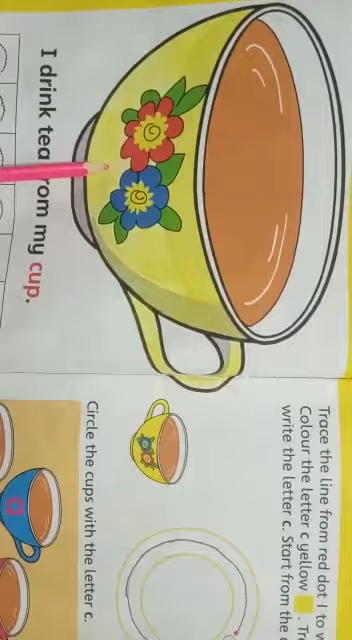 I drink tea from my cup.
Trace the line from red dot 1 to
Colour the letter c yellow .
write the letter c. Start from the
Circle the cups with the letter c.
a